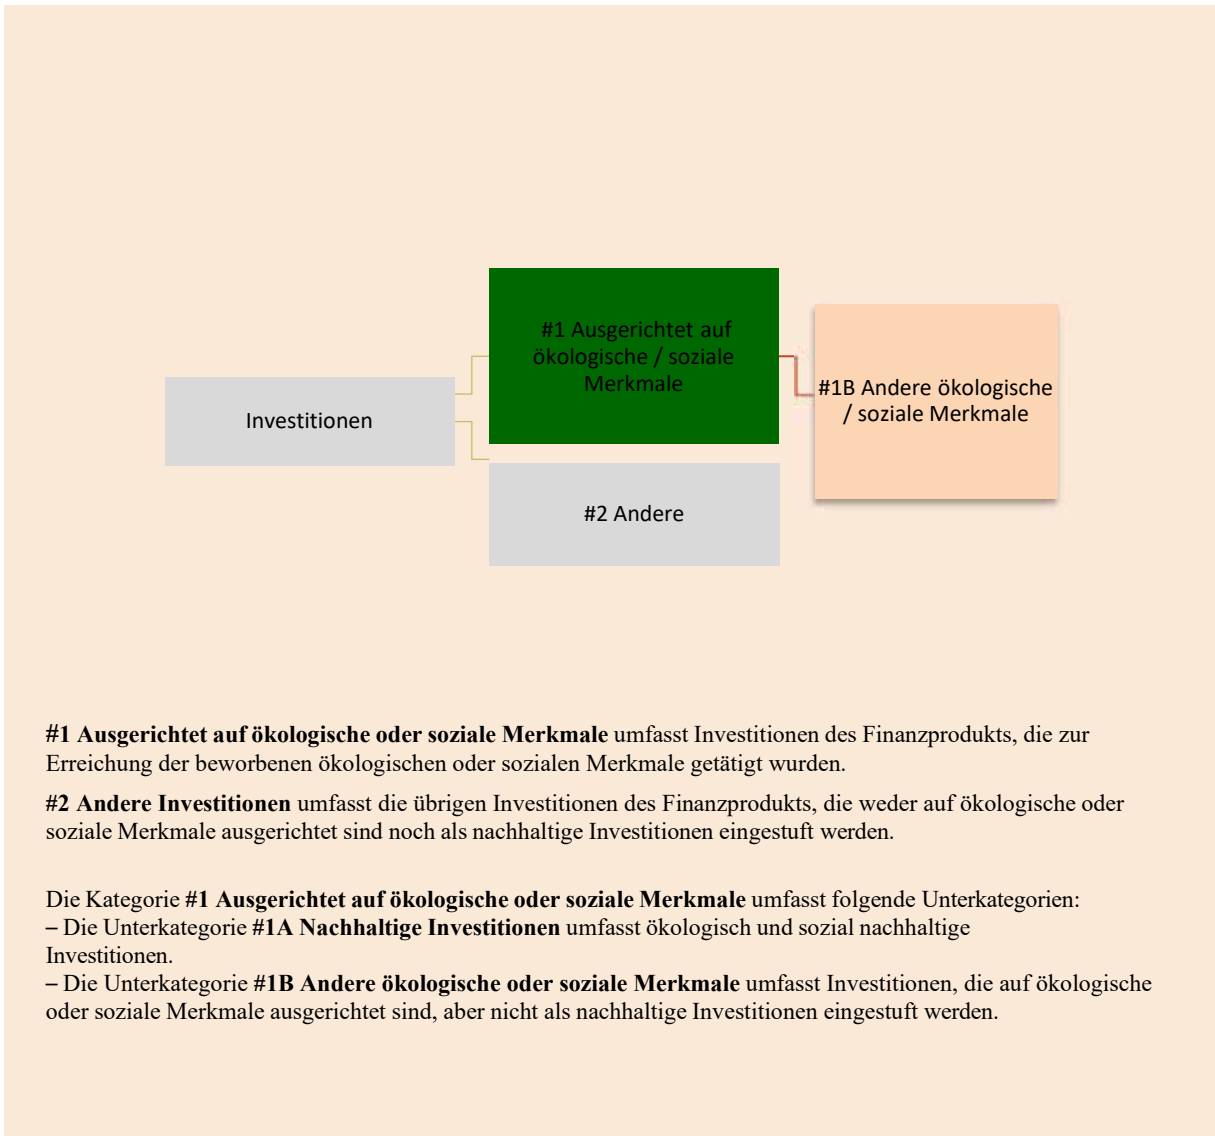 #1 Ausgerichtet auf
ökologische / soziale
Merkmale
Investitionen
#1B Andere ökologische
/ soziale Merkmale
#2 Andere
#1 Ausgerichtet auf ökologische oder soziale Merkmale umfasst Investitionen des Finanzprodukts, die zur
Erreichung der beworbenen ökologischen oder sozialen Merkmale getätigt wurden.
#2 Andere Investitionen umfasst die übrigen Investitionen des Finanzprodukts, die weder auf ökologische oder
soziale Merkmale ausgerichtet sind noch als nachhaltige Investitionen eingestuft werden.
Die Kategorie #1 Ausgerichtet auf ökologische oder soziale Merkmale umfasst folgende Unterkategorien:
– Die Unterkategorie #1A Nachhaltige Investitionen umfasst ökologisch und sozial nachhaltige
Investitionen.
– Die Unterkategorie #1B Andere ökologische oder soziale Merkmale umfasst Investitionen, die auf ökologische
oder soziale Merkmale ausgerichtet sind, aber nicht als nachhaltige Investitionen eingestuft werden.